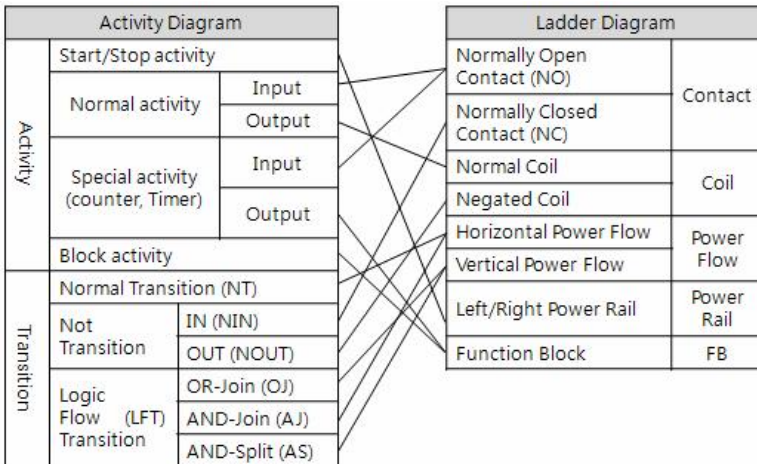 Activity Diagram
Activity
Start/Stop activity
Normal activity
Input
Output
Special activity
(counter, Timer)
Input
Output
Block activity
Transition
Normal Transition (NT)
Not
Transition
IN (NIN)
OUT (NOUT)
Logic
Flow (LFT)
Transition
OR-Join (OJ)
AND-Join (AJ)
AND-Split (AS)
Ladder Diagram
Normally Open
Contact (NO)
Normally Closed
Contact (NC)
Contact
Normal Coil
Negated Coil
Coil
Horizontal Power Flow
Vertical Power Flow
Power
Flow
Left/Right Power Rail
Power
Rail
Function Block
FB